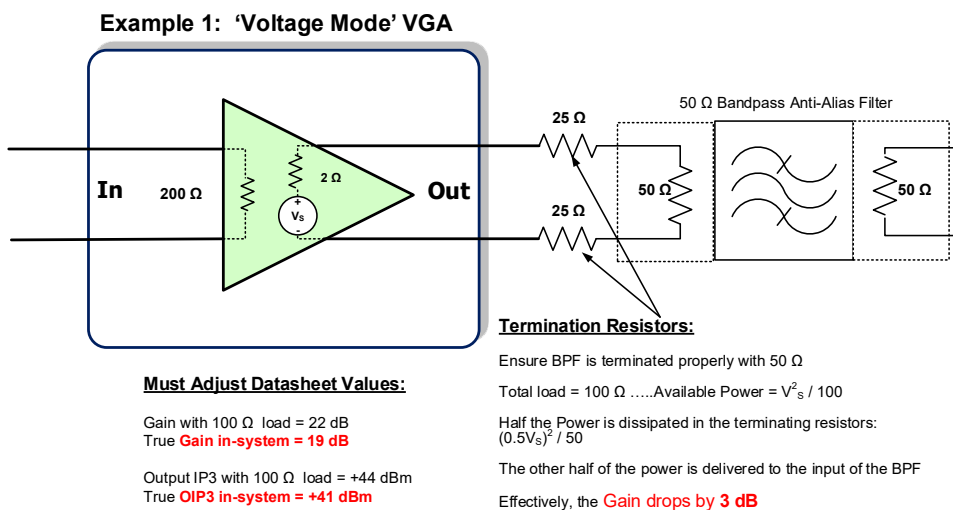 Example 1: 'Voltage Mode' VGA
50 Ω Bandpass Anti-Alias Filter
25 Ω
In
200 Ω
2 Ω
+
Vs
-
Out
25 Ω
50 Ω
50 Ω
Termination Resistors:
Ensure BPF is terminated properly with 50 Ω
Total load = 100 Ω …..Available Power = V²s / 100
Half the Power is dissipated in the terminating resistors:
(0.5Vs)² / 50
The other half of the power is delivered to the input of the BPF
Effectively, the Gain drops by 3 dB
Must Adjust Datasheet Values:
Gain with 100 Ω load = 22 dB
True Gain in-system = 19 dB
Output IP3 with 100 Ω load = +44 dBm
True OIP3 in-system = +41 dBm